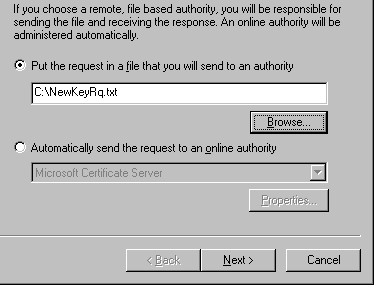 If you choose a remote, file based authority, you will be responsible for
sending the file and receiving the response. An online authority will be
administered automatically.
Put the request in a file that you will send to an authority
C:\NewKeyRq.txt
Browse...
Automatically send the request to an online authority
Microsoft Certificate Server
Properties...
< Back Next > Cancel